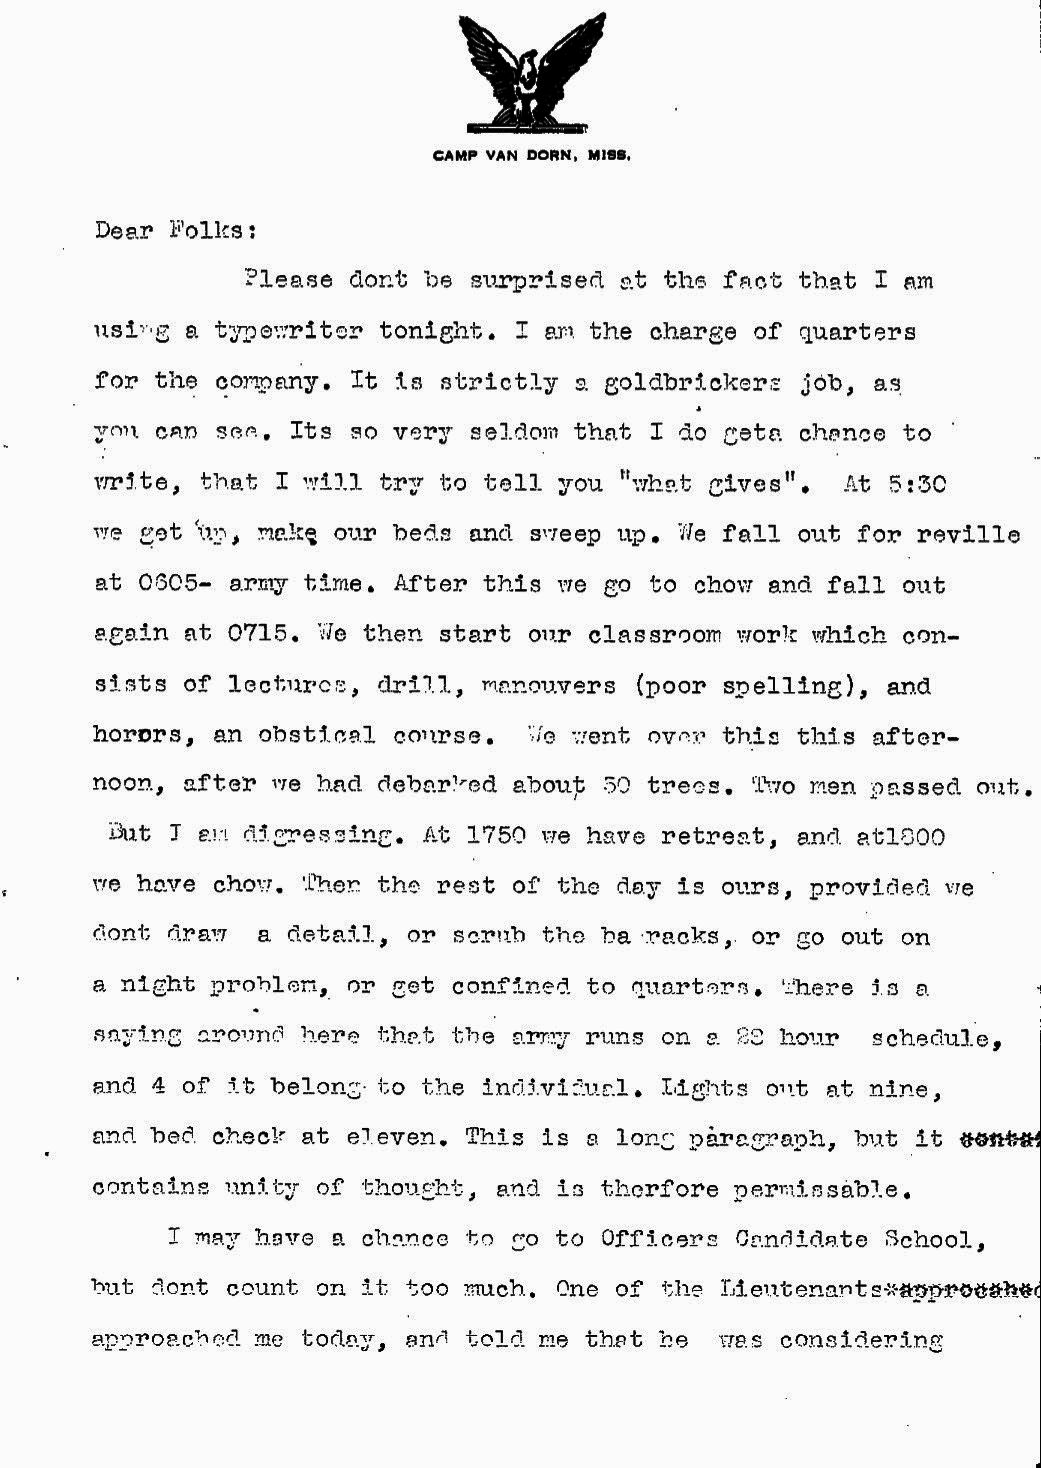 CAMP VAN DORN, MISS.
Dear Folks:
Please dont be surprised at the fact that I am
using a typewriter tonight. I am the charge of quarters
for the company. It is strictly a goldbrickers job, as
you can see. Its so very seldom that I do geta chance to
write, that I will try to tell you "what gives". At 5:30
we get up, make our beds and sweep up. We fall out for reville
at 0605- army time. After this we go to chow and fall out
again at 0715. We then start our classroom work which con-
sists of lectures, drill, manouvers (poor spelling), and
horors, an obstical course. We went over this this after-
noon, after we had debarked about 50 trees. Two men passed out.
But I am digressing. At 1750 we have retreat, and at1800
we have chow. Then the rest of the day is ours, provided we
dont draw a detail, or scrub the ba racks, or go out on
a night problem, or get confined to quarters. There is a
saying around here that the army runs on a 28 hour schedule,
and 4 of it belong to the individual. Lights out at nine,
and bed check at eleven. This is a long paragraph, but it
contains unity of thought, and is therfore permissable.
I may have a chance to go to Officers Candidate School,
but dont count on it too much. One of the Lieutenants
approached me today, and told me that he was considering